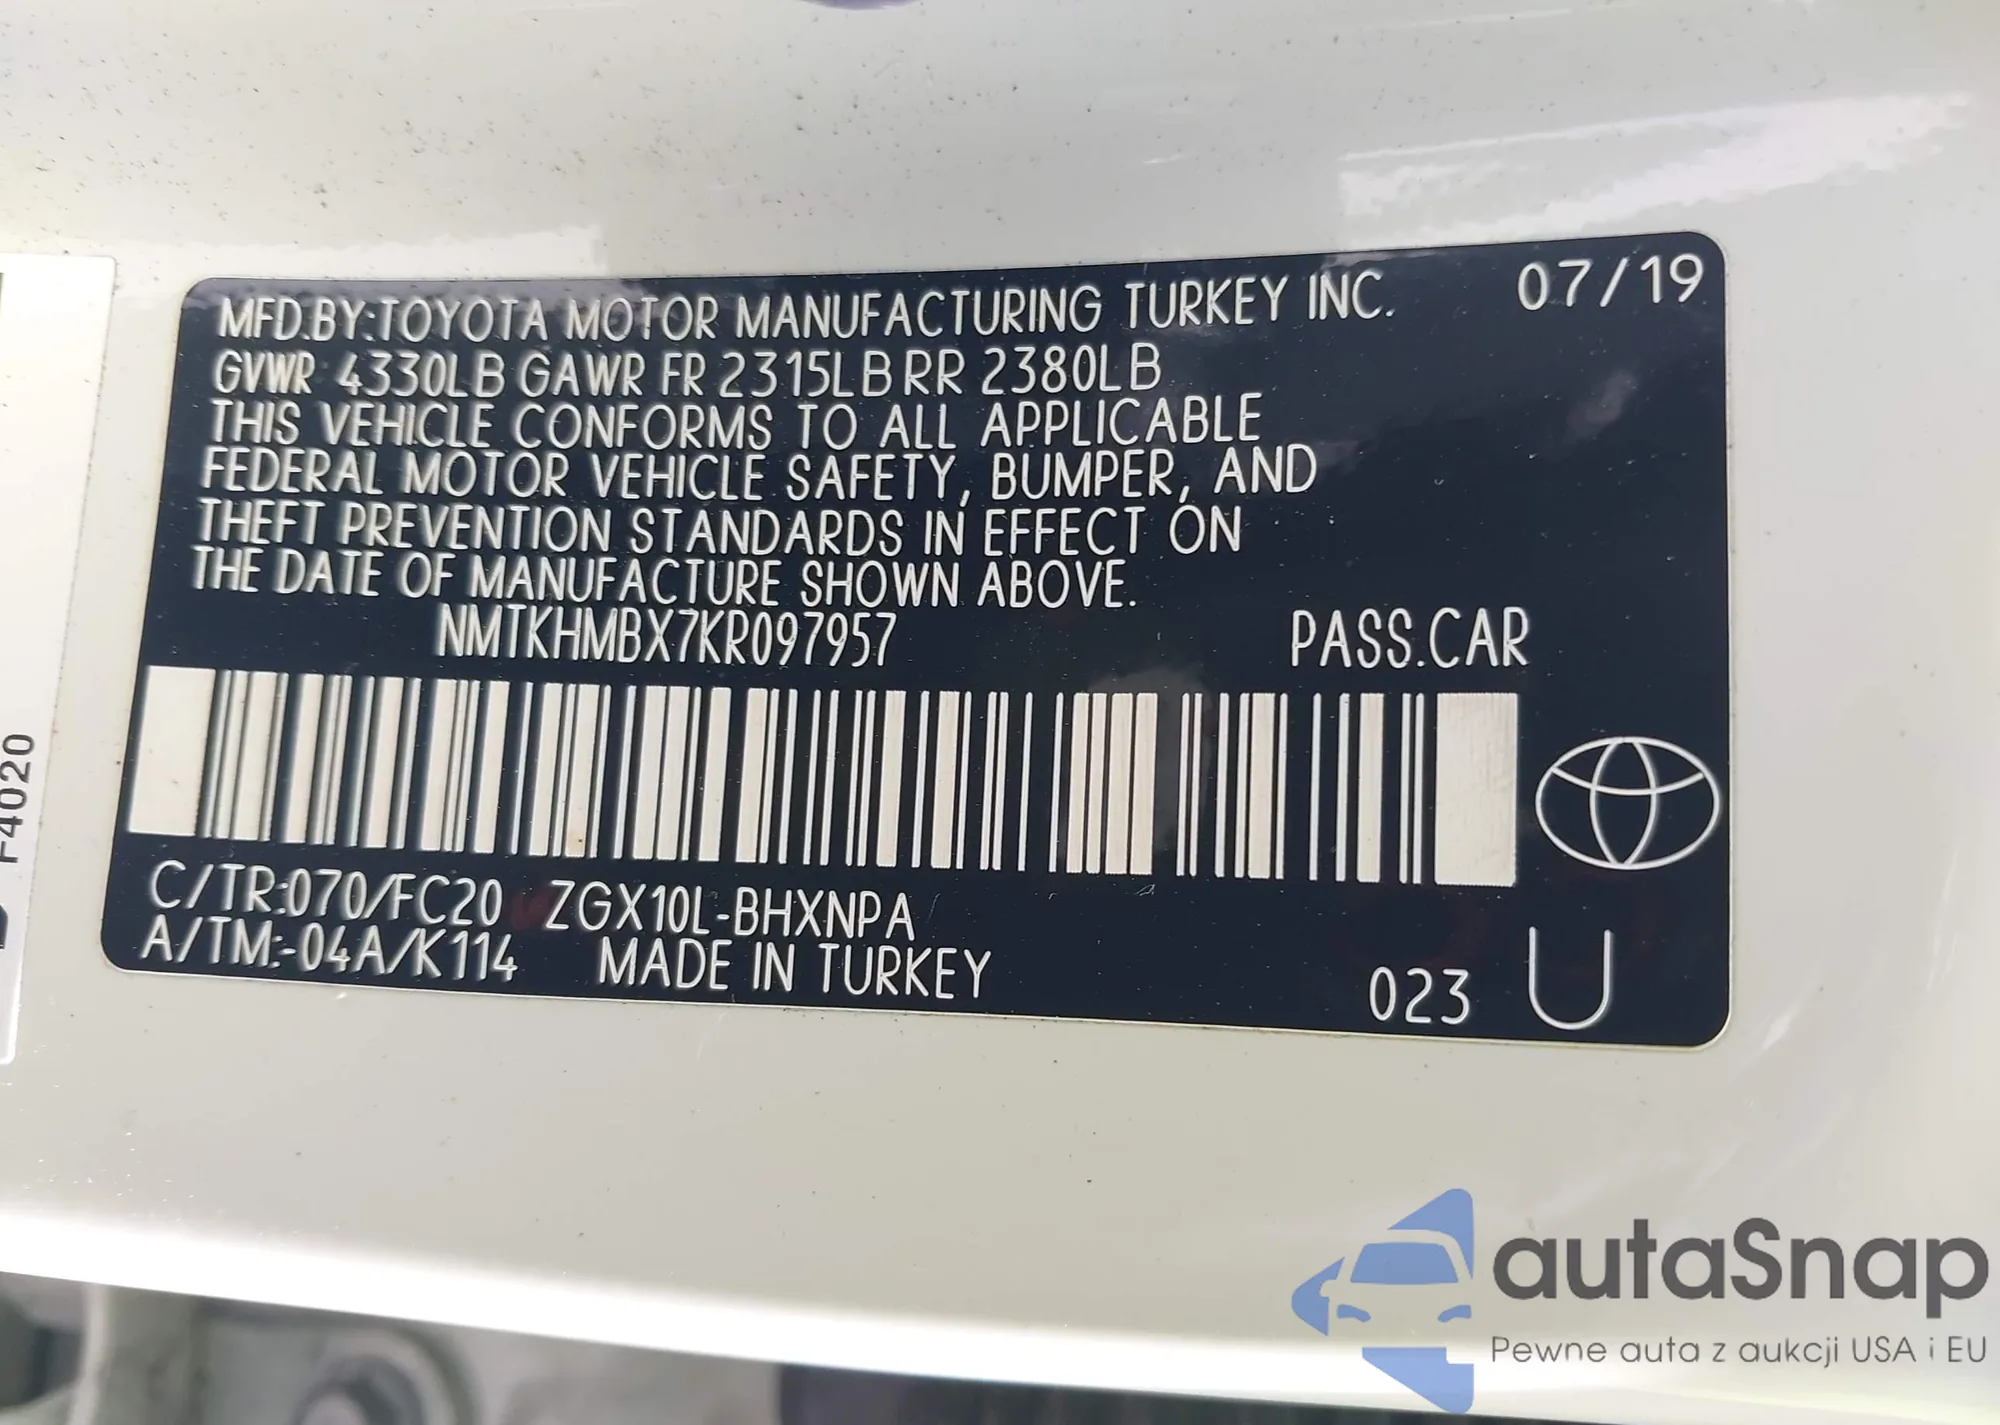 MFD.BY:TOYOTA MOTOR MANUFACTURING TURKEY INC. 07/19
GVWR 4330LB GAWR FR 2315LB RR 2380LB
THIS VEHICLE CONFORMS TO ALL APPLICABLE
FEDERAL MOTOR VEHICLE SAFETY, BUMPER, AND
THEFT PREVENTION STANDARDS IN EFFECT ON
THE DATE OF MANUFACTURE SHOWN ABOVE.
NMTKHMBX7KR097957 PASS.CAR
C/TR:070/FC20 ZGX10L-BHXNPA
A/TM:-04A/K114 MADE IN TURKEY
023 U
F4020
autaSnap
Pewne auta z aukcji USA i EU